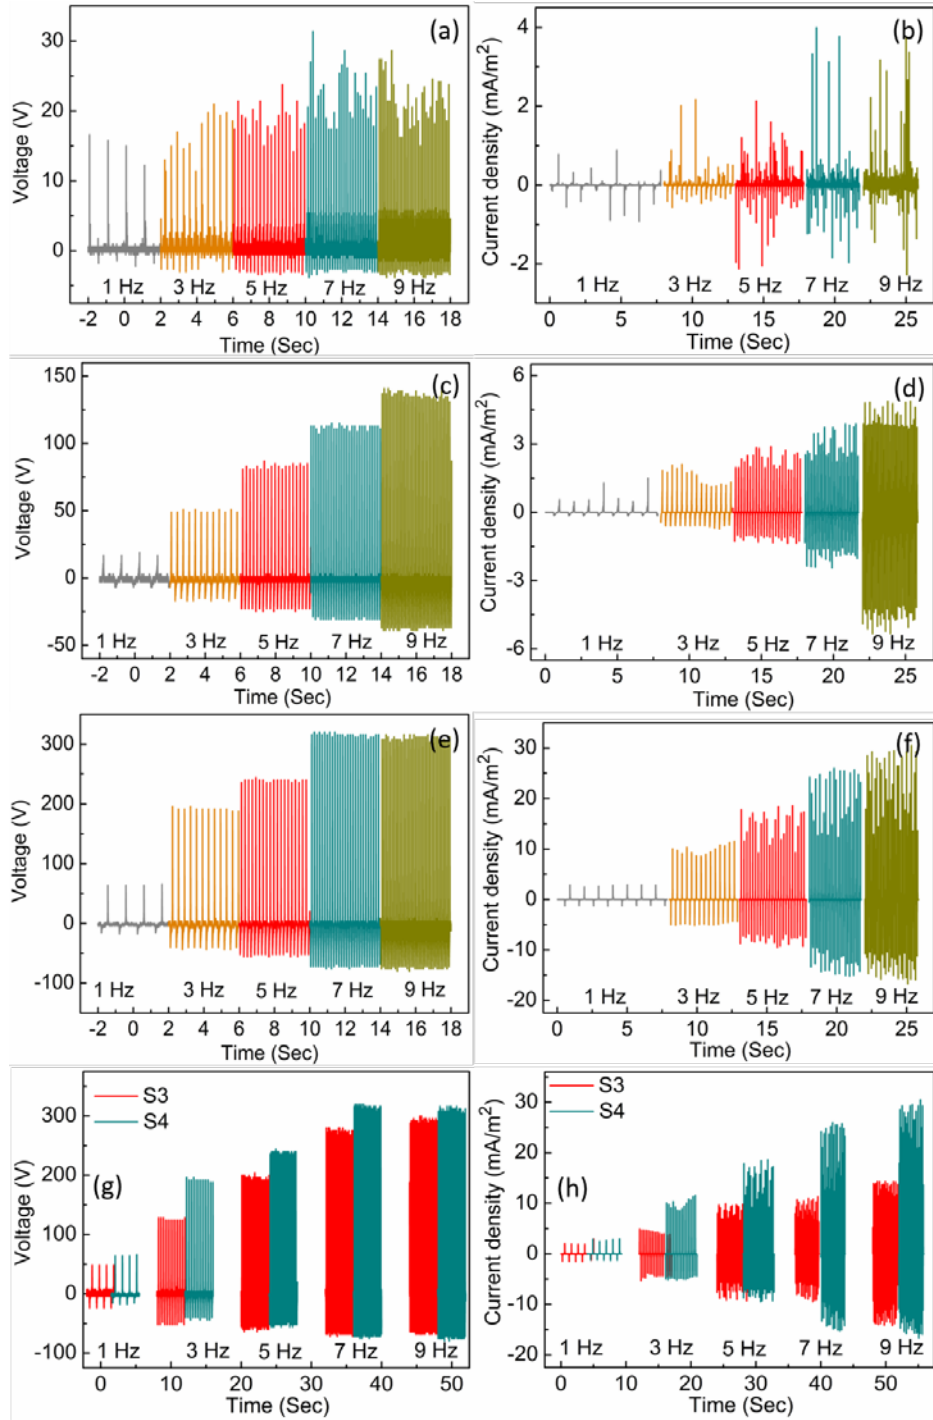 (a)
Voltage (V)
30
20
10
0
1 Hz 3 Hz 5 Hz 7 Hz 9 Hz
-2 0 2 4 6 8 10 12 14 16 18
Time (Sec)
(b)
Current density (mA/m²)
4
2
0
-2
1 Hz 3 Hz 5 Hz 7 Hz 9 Hz
0 5 10 15 20 25
Time (Sec)
(c)
Voltage (V)
150
100
50
0
-50
1 Hz 3 Hz 5 Hz 7 Hz 9 Hz
-2 0 2 4 6 8 10 12 14 16 18
Time (Sec)
(d)
Current density (mA/m²)
6
3
0
-3
-6
1 Hz 3 Hz 5 Hz 7 Hz 9 Hz
0 5 10 15 20 25
Time (Sec)
(e)
Voltage (V)
300
200
100
0
-100
1 Hz 3 Hz 5 Hz 7 Hz 9 Hz
-2 0 2 4 6 8 10 12 14 16 18
Time (Sec)
(f)
Current density (mA/m²)
30
20
10
0
-10
-20
1 Hz 3 Hz 5 Hz 7 Hz 9 Hz
0 5 10 15 20 25
Time (Sec)
S3
S4
(g)
Voltage (V)
300
200
100
0
-100
1 Hz 3 Hz 5 Hz 7 Hz 9 Hz
0 10 20 30 40 50
Time (Sec)
S3
S4
(h)
Current density (mA/m²)
30
20
10
0
-10
-20
1 Hz 3 Hz 5 Hz 7 Hz 9 Hz
0 10 20 30 40 50
Time (Sec)